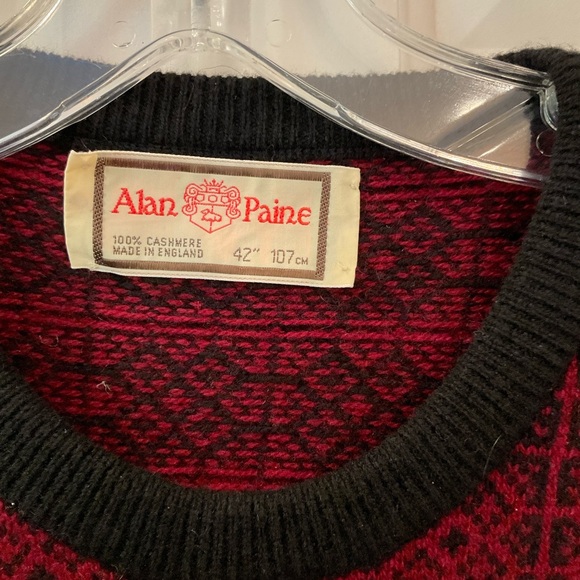 Alan Paine
100% CASHMERE
MADE IN ENGLAND 42" 107CM